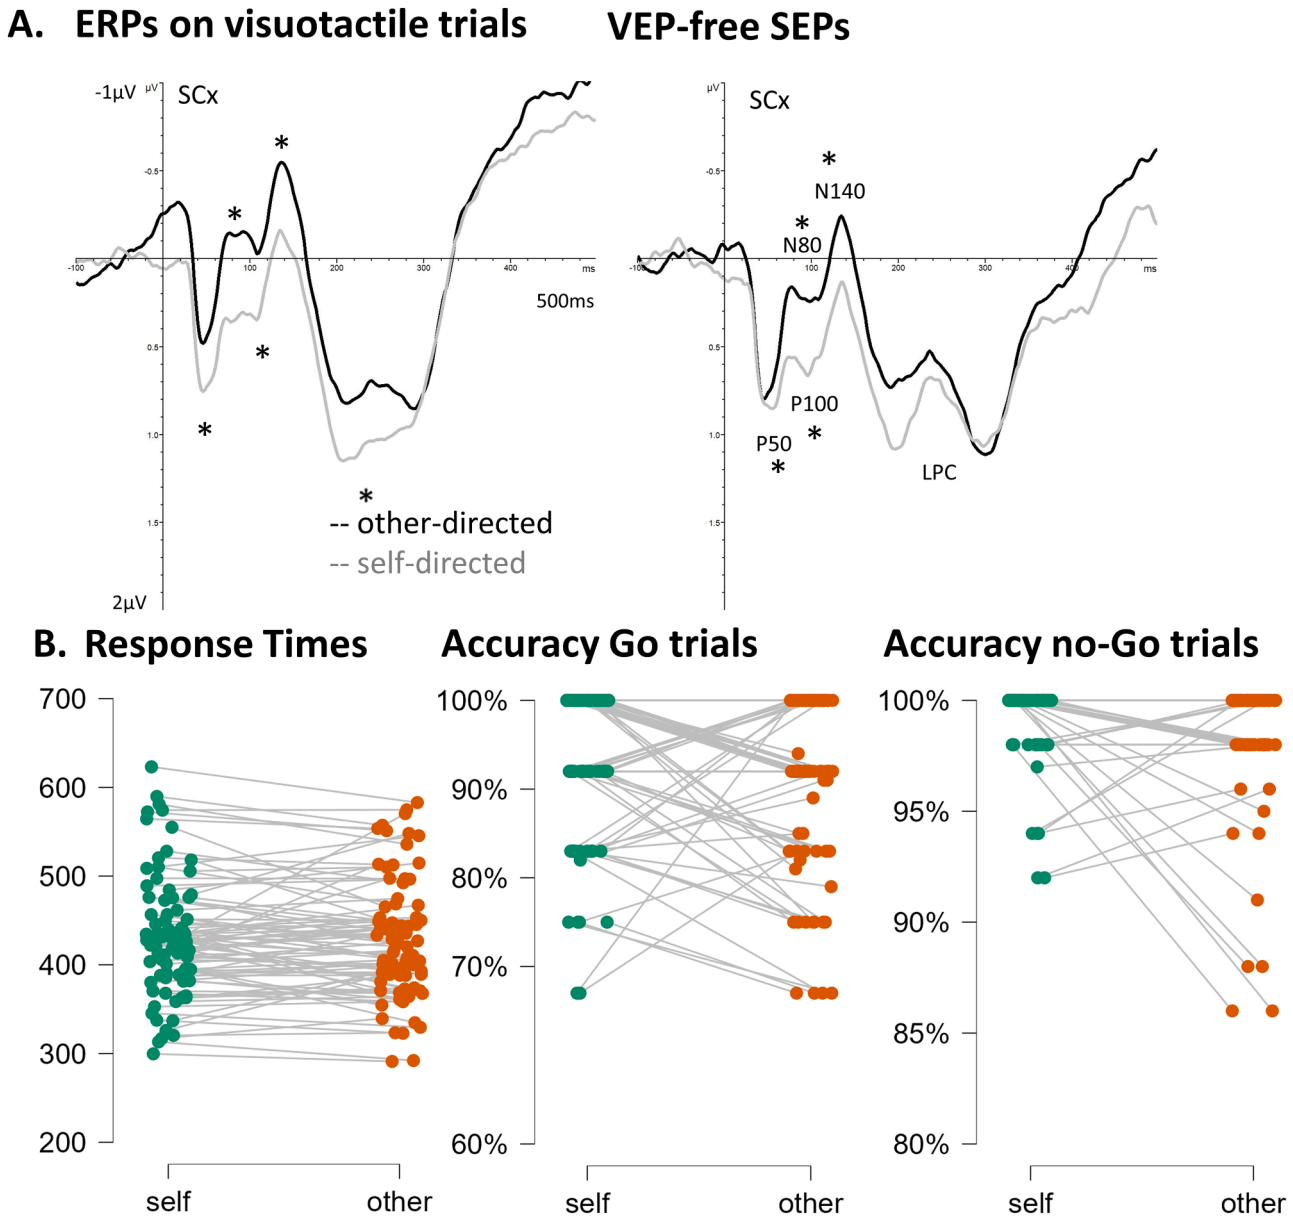 A. ERPs on visuotactile trials
VEP-free SEPs
-1µV
µV
SCx
*
*
-0.5
-100
100
200
300
400
ms
500ms
0.5
*
*
1.0
*
1.5
2µV
-- other-directed
-- self-directed
µV
SCx
*
N140
-0.5
*
N80
-100
100
200
300
400
ms
0.5
P100
*
1.0
P50
*
LPC
1.5
B. Response Times
700
600
500
400
300
200
self
other
Accuracy Go trials
100%
90%
80%
70%
60%
self
other
Accuracy no-Go trials
100%
95%
90%
85%
80%
self
other